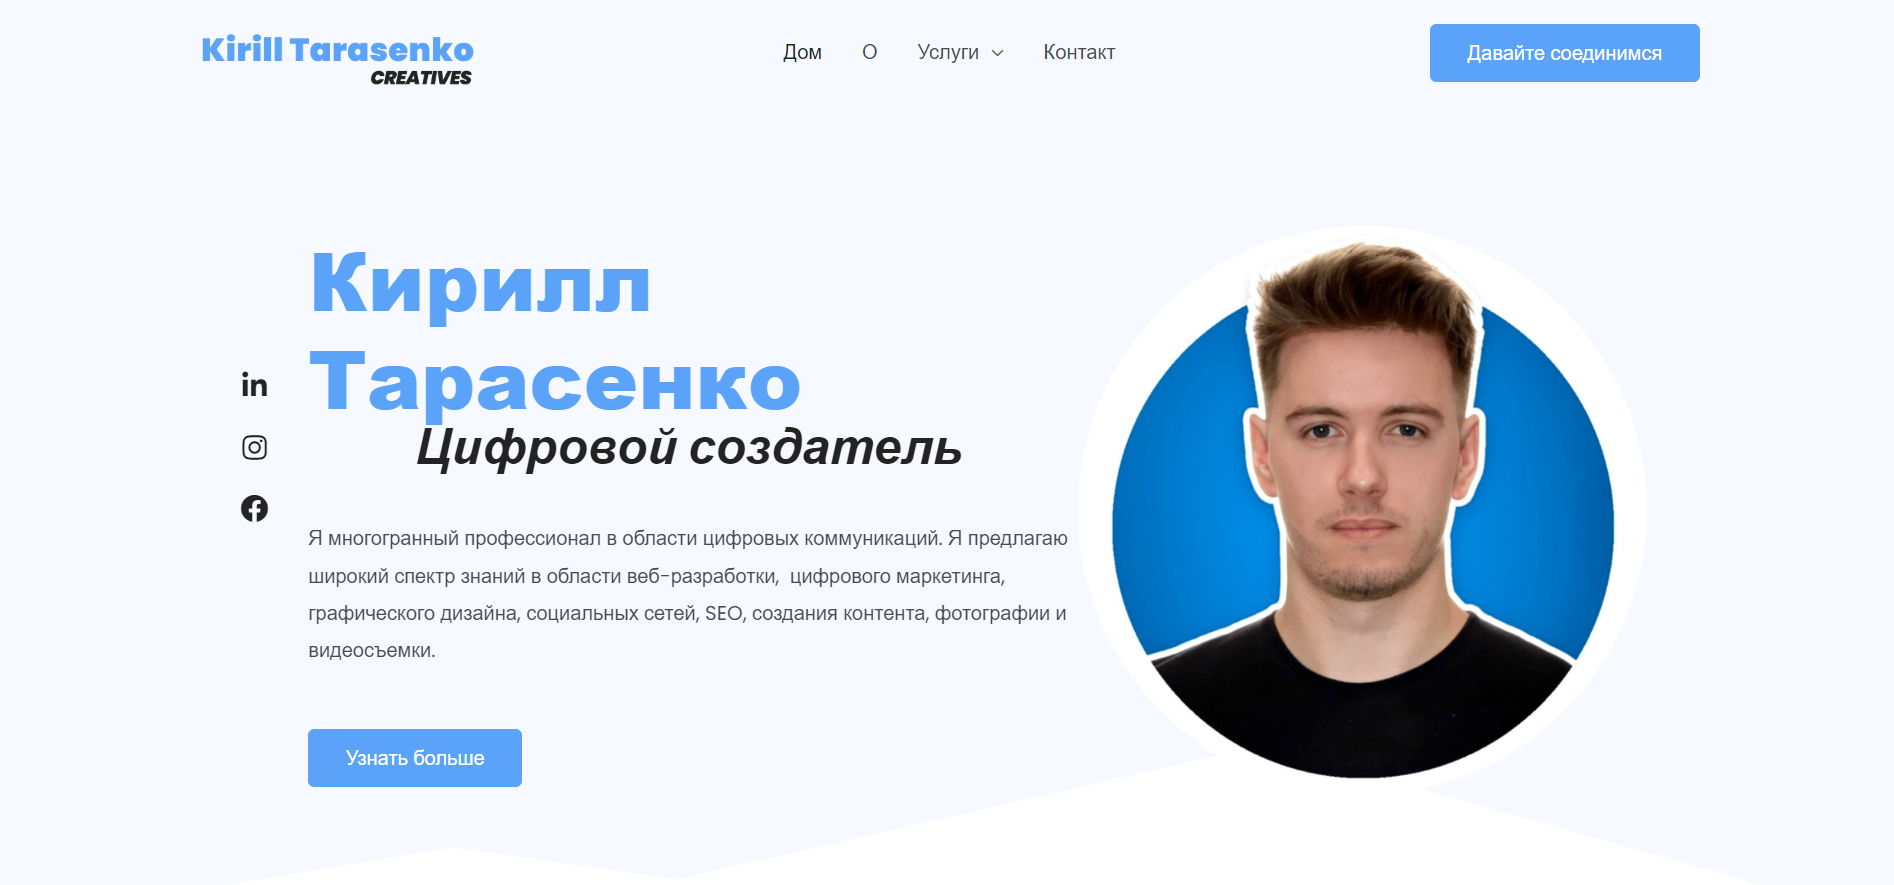 Kirill Tarasenko
CREATIVES
Дом
О
Услуги
Контакт
Давайте соединимся
Кирилл
Тарасенко
Цифровой создатель
in
Я многогранный профессионал в области цифровых коммуникаций. Я предлагаю
широкий спектр знаний в области веб-разработки, цифрового маркетинга,
графического дизайна, социальных сетей, SEO, создания контента, фотографии и
видеосъемки.
Узнать больше